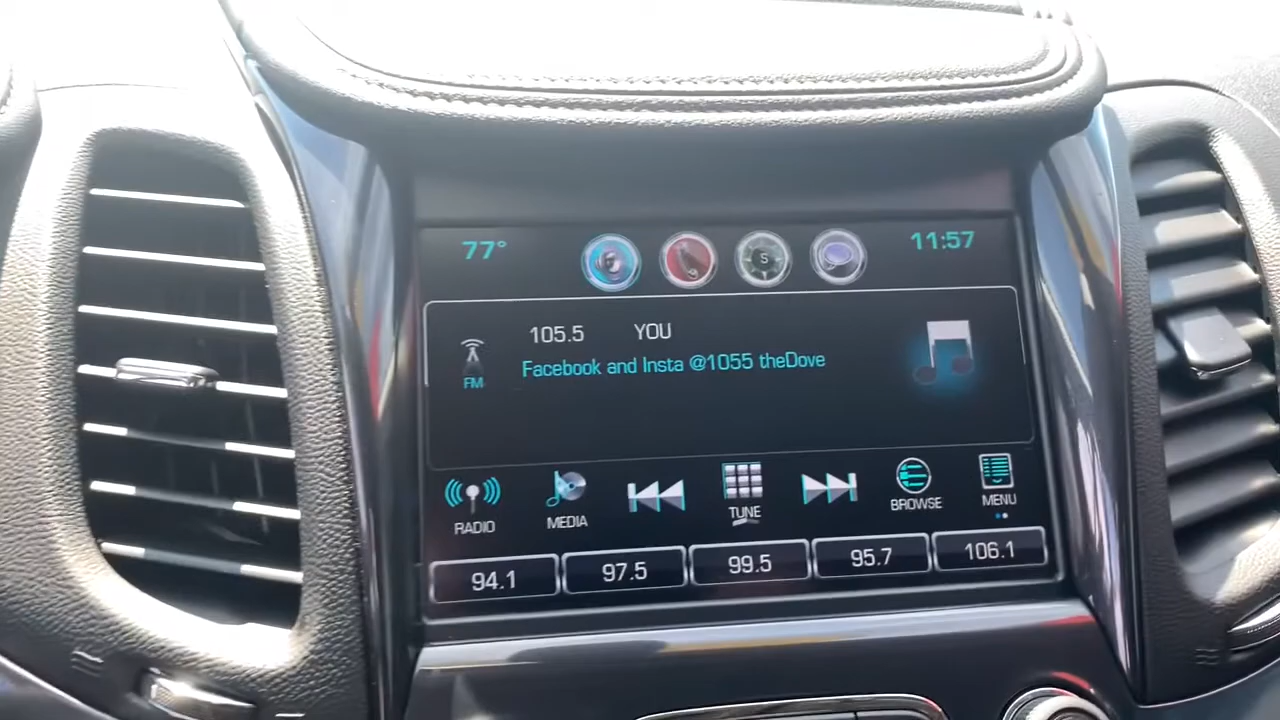 77°
S
11:57
105.5 YOU
Facebook and Insta @1055 theDove
FM
RADIO
MEDIA
TUNE
BROWSE
MENU
94.1
97.5
99.5
95.7
106.1